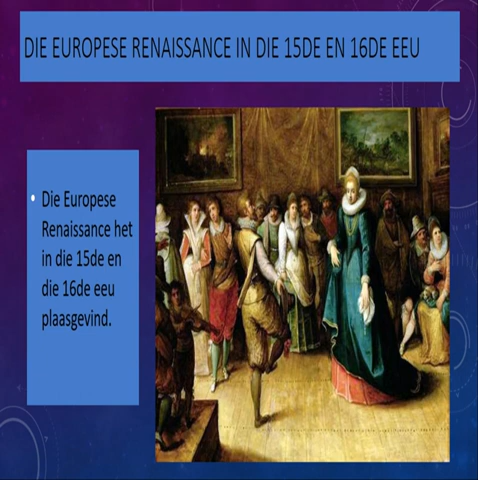 DIE EUROPESE RENAISSANCE IN DIE 15DE EN 16DE EEU
• Die Europese
Renaissance het
in die 15de en
die 16de eeu
plaasgevind.